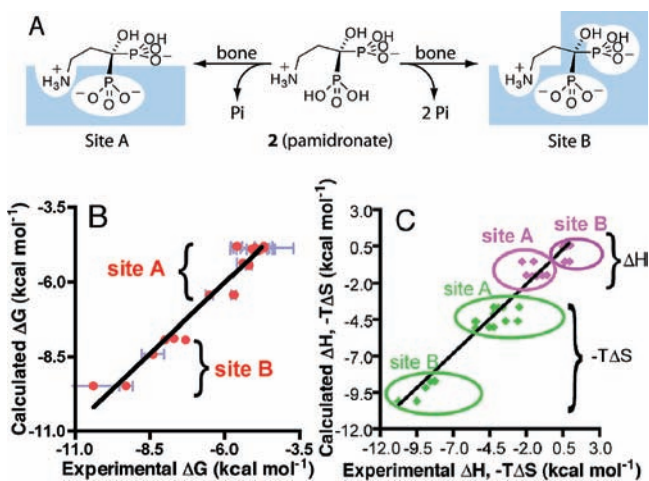 A
OH
OH
P OH
O O⁻
+
H₃N
⁻ P ⁻
O O O
Site A
bone
Pi
OH
OH
P OH
O O⁻
+
H₃N
P O
HO OH
2 (pamidronate)
bone
2 Pi
OH
OH
P OH
O O⁻
+
H₃N
⁻ P ⁻
O O O
Site B
B
Calculated ΔG (kcal mol⁻¹)
-3.5
-6.0
-8.5
-11.0
site A
site B
-11.0 -8.5 -6.0 -3.5
Experimental ΔG (kcal mol⁻¹)
C
Calculated ΔH, -TΔS (kcal mol⁻¹)
3.0
0.5
-2.0
-4.5
-7.0
-9.5
-12.0
site B
site A
ΔH
site A
-TΔS
site B
-12.0 -9.5 -7.0 -4.5 -2.0 0.5 3.0
Experimental ΔH, -TΔS (kcal mol⁻¹)